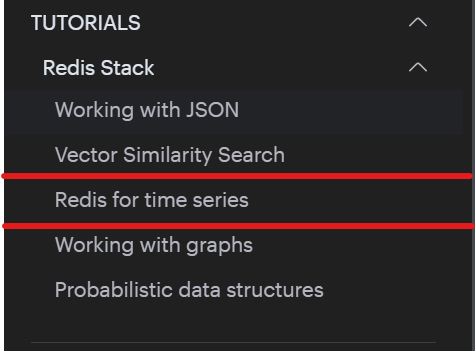 TUTORIALS
Redis Stack
Working with JSON
Vector Similarity Search
Redis for time series
Working with graphs
Probabilistic data structures